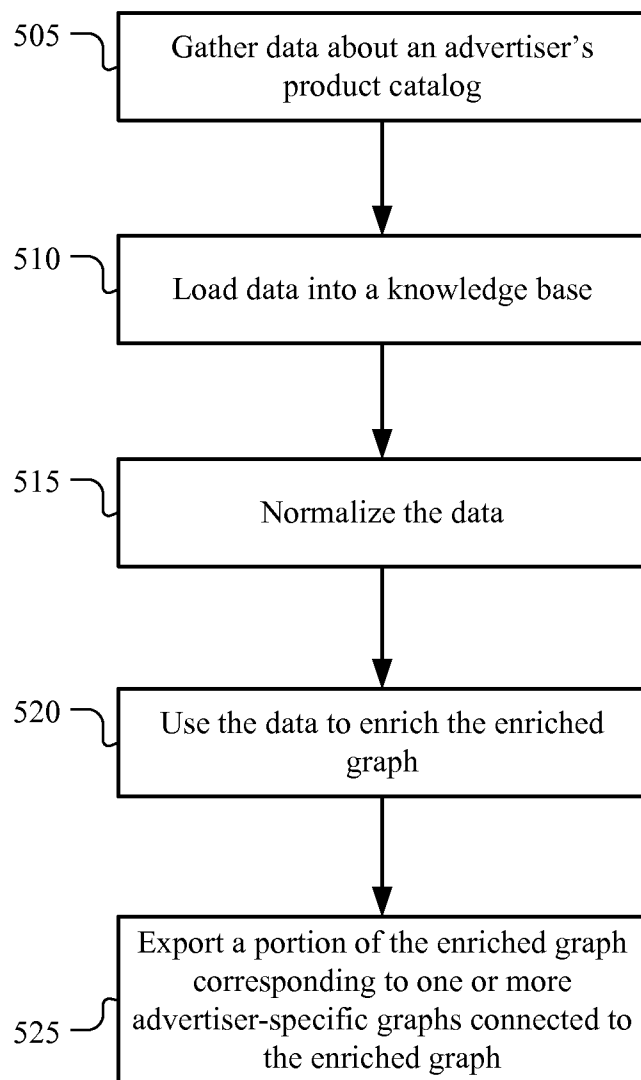 505
Gather data about an advertiser's
product catalog
510
Load data into a knowledge base
515
Normalize the data
520
Use the data to enrich the enriched
graph
525
Export a portion of the enriched graph
corresponding to one or more
advertiser-specific graphs connected to
the enriched graph